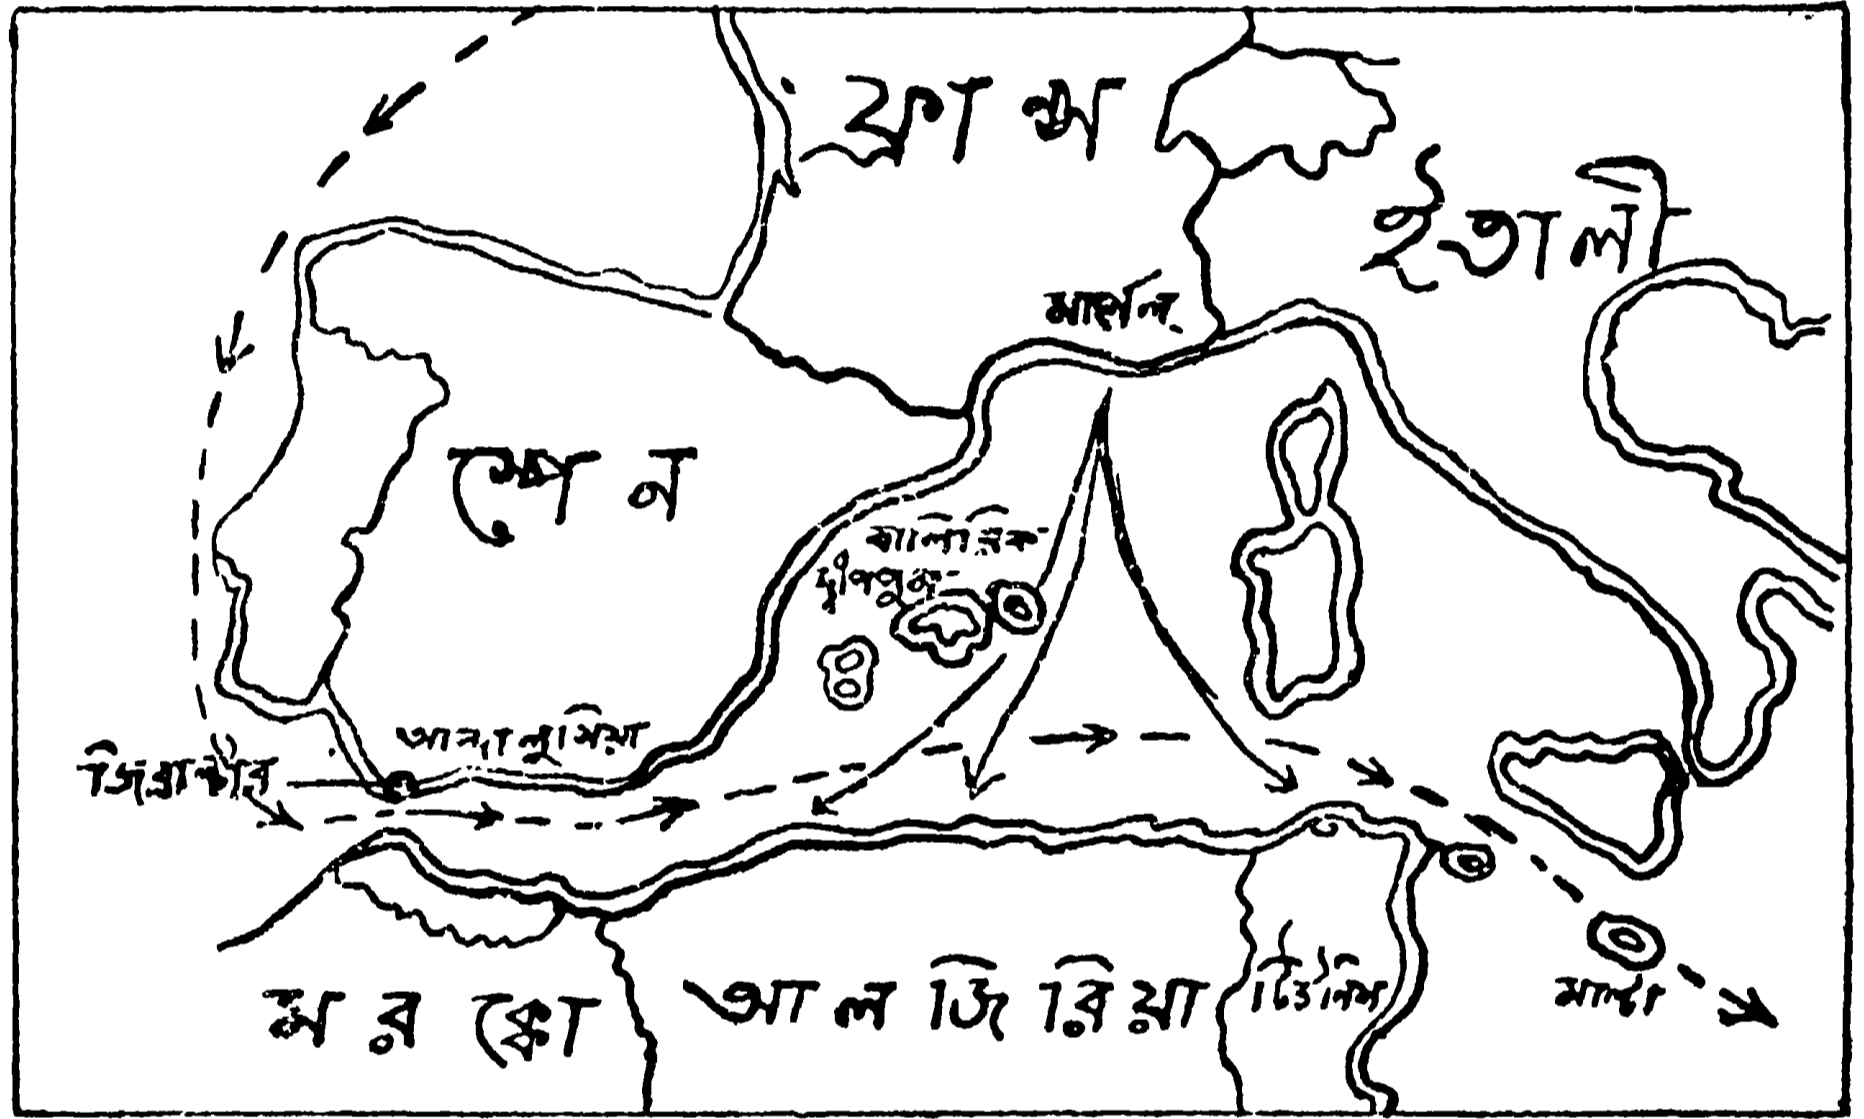 ফ্রান্স
ইতালী
মার্সেল্
স্পেন
ব্যালিরিক
দ্বীপপুঞ্জ
আন্দালুসিয়া
জিব্রাল্টার
মরক্কো
আলজিরিয়া
টিউনিস
মাল্টা